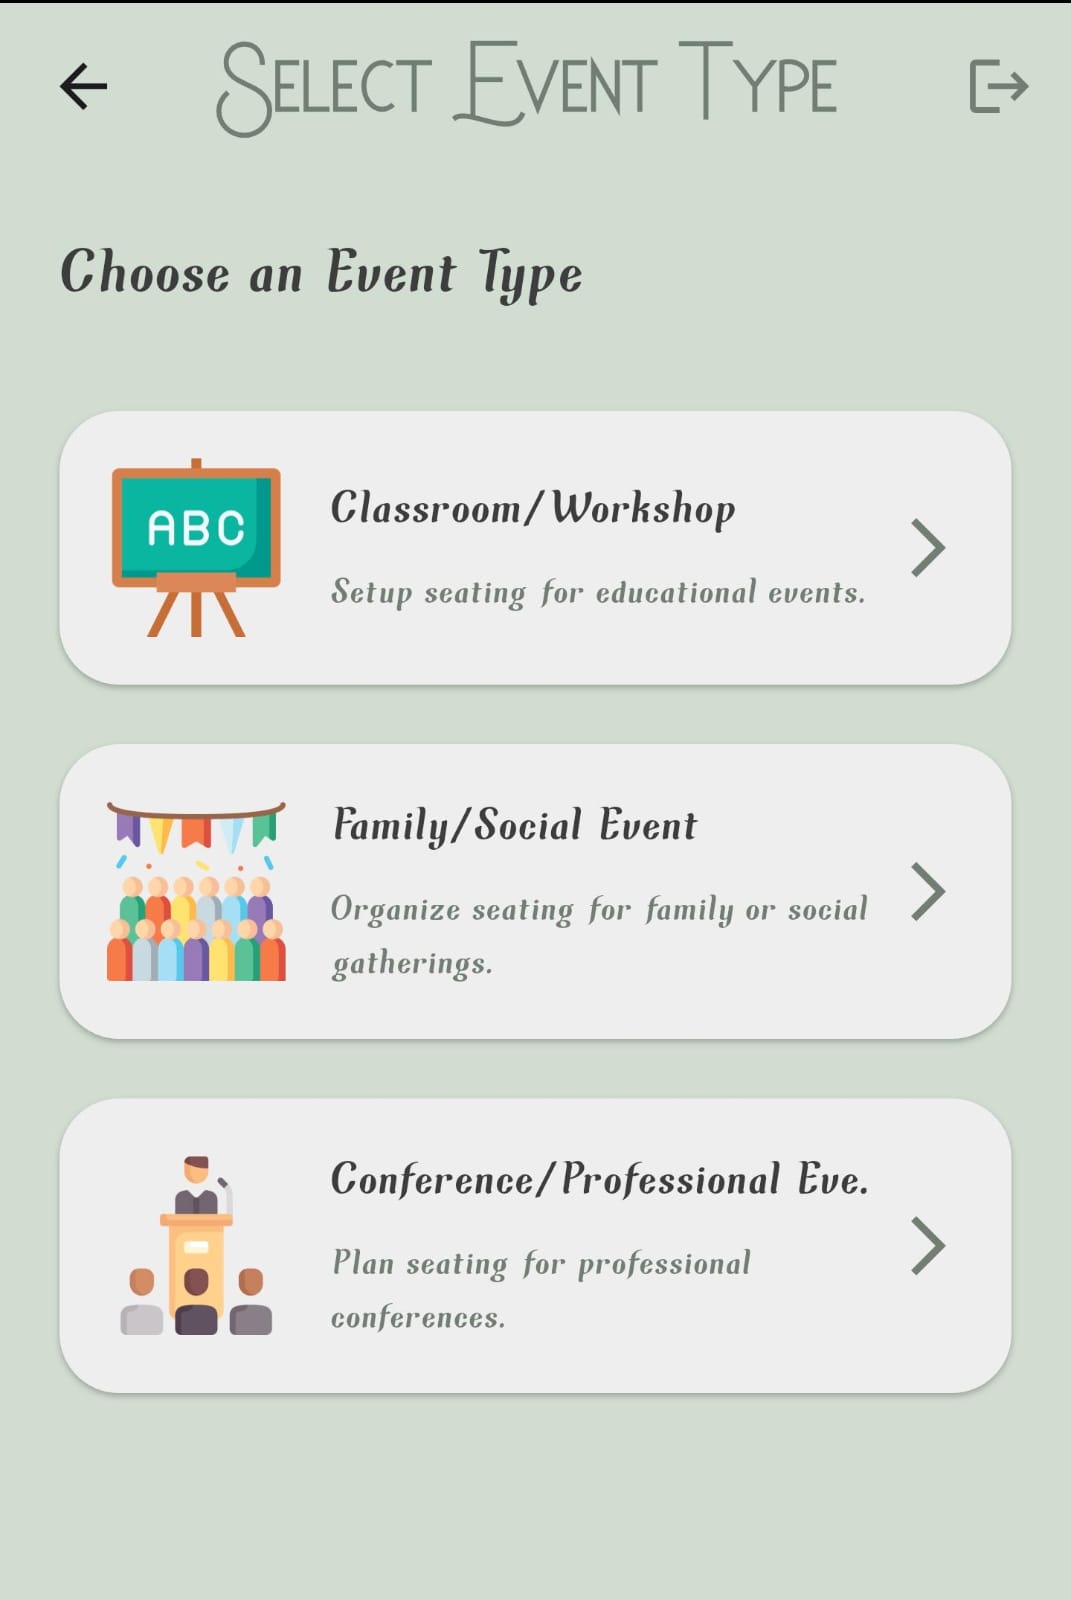 Select Event Type
Choose an Event Type
ABC
Classroom/Workshop
Setup seating for educational events.
Family/Social Event
Organize seating for family or social
gatherings.
Conference/Professional Eve.
Plan seating for professional
conferences.